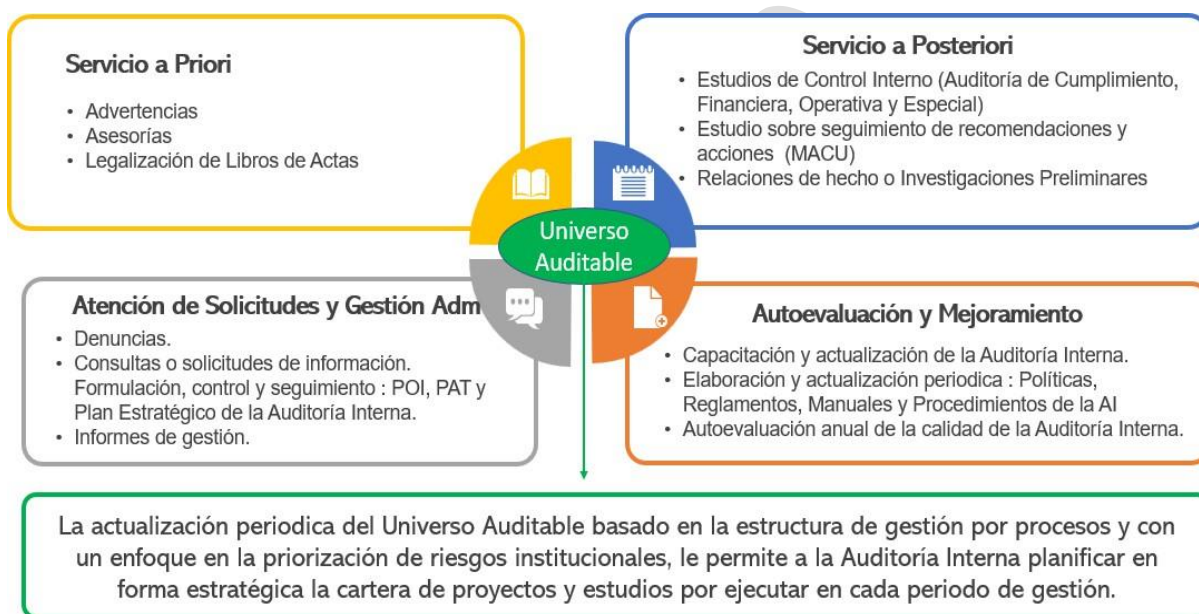 Servicio a Priori
• Advertencias
• Asesorías
• Legalización de Libros de Actas
Servicio a Posteriori
• Estudios de Control Interno (Auditoría de Cumplimiento,
Financiera, Operativa y Especial)
• Estudio sobre seguimiento de recomendaciones y
acciones (MACU)
• Relaciones de hecho o Investigaciones Preliminares
Universo
Auditable
Atención de Solicitudes y Gestión Adm
• Denuncias.
• Consultas o solicitudes de información.
Formulación, control y seguimiento : POI, PAT y
Plan Estratégico de la Auditoría Interna.
• Informes de gestión.
Autoevaluación y Mejoramiento
• Capacitación y actualización de la Auditoría Interna.
• Elaboración y actualización periodica : Políticas,
Reglamentos, Manuales y Procedimientos de la AI
• Autoevaluación anual de la calidad de la Auditoría Interna.
La actualización periodica del Universo Auditable basado en la estructura de gestión por procesos y con
un enfoque en la priorización de riesgos institucionales, le permite a la Auditoría Interna planificar en
forma estratégica la cartera de proyectos y estudios por ejecutar en cada periodo de gestión.